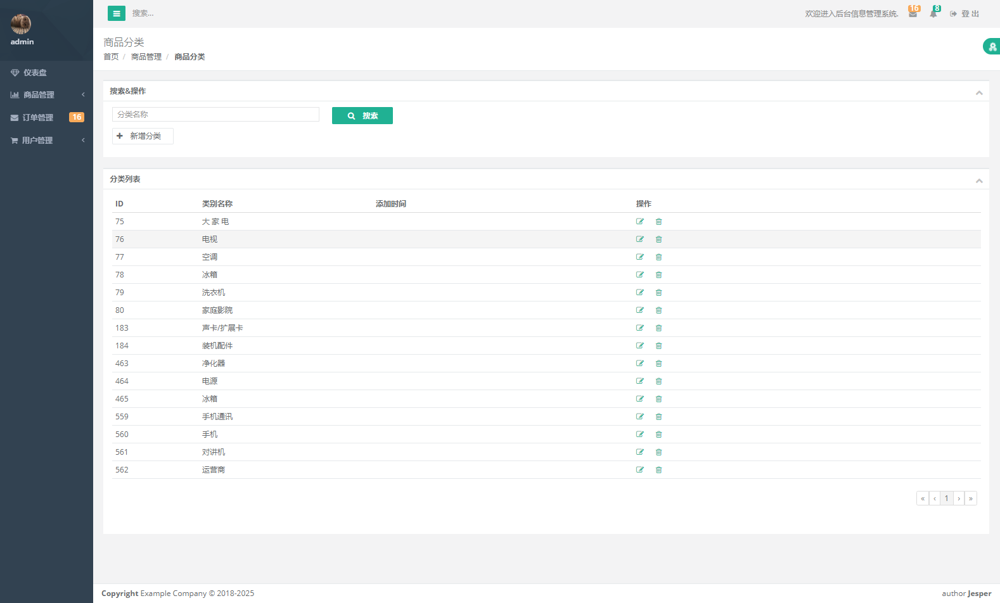 admin
仪表盘
商品管理
订单管理 16
用户管理
搜索...
欢迎进入后台信息管理系统.
16
8
登 出
商品分类
首页 / 商品管理 / 商品分类
搜索&操作
分类名称
搜索
新增分类
分类列表
ID 类别名称 添加时间 操作
75 大 家 电
76 电视
77 空调
78 冰箱
79 洗衣机
80 家庭影院
183 声卡/扩展卡
184 装机配件
463 净化器
464 电源
465 冰箱
559 手机通讯
560 手机
561 对讲机
562 运营商
« ‹ 1 › »
Copyright Example Company © 2018-2025
author Jesper